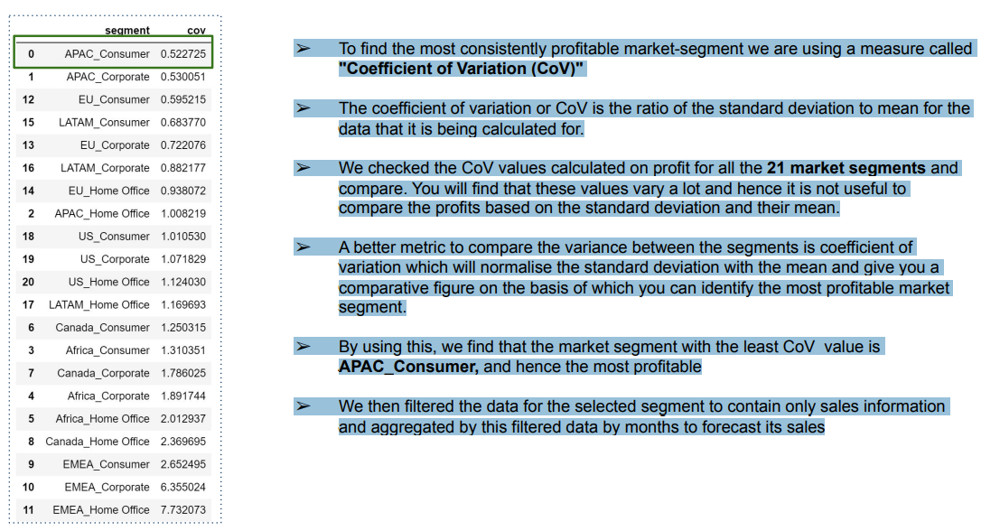 segment cov
0 APAC_Consumer 0.522725
1 APAC_Corporate 0.530051
12 EU_Consumer 0.595215
15 LATAM_Consumer 0.683770
13 EU_Corporate 0.722076
16 LATAM_Corporate 0.882177
14 EU_Home Office 0.938072
2 APAC_Home Office 1.008219
18 US_Consumer 1.010530
19 US_Corporate 1.071829
20 US_Home Office 1.124030
17 LATAM_Home Office 1.169693
6 Canada_Consumer 1.250315
3 Africa_Consumer 1.310351
7 Canada_Corporate 1.786025
4 Africa_Corporate 1.891744
5 Africa_Home Office 2.012937
8 Canada_Home Office 2.369695
9 EMEA_Consumer 2.652495
10 EMEA_Corporate 6.355024
11 EMEA_Home Office 7.732073
➢ To find the most consistently profitable market-segment we are using a measure called
"Coefficient of Variation (CoV)"
➢ The coefficient of variation or CoV is the ratio of the standard deviation to mean for the
data that it is being calculated for.
➢ We checked the CoV values calculated on profit for all the 21 market segments and
compare. You will find that these values vary a lot and hence it is not useful to
compare the profits based on the standard deviation and their mean.
➢ A better metric to compare the variance between the segments is coefficient of
variation which will normalise the standard deviation with the mean and give you a
comparative figure on the basis of which you can identify the most profitable market
segment.
➢ By using this, we find that the market segment with the least CoV value is
APAC_Consumer, and hence the most profitable
➢ We then filtered the data for the selected segment to contain only sales information
and aggregated by this filtered data by months to forecast its sales